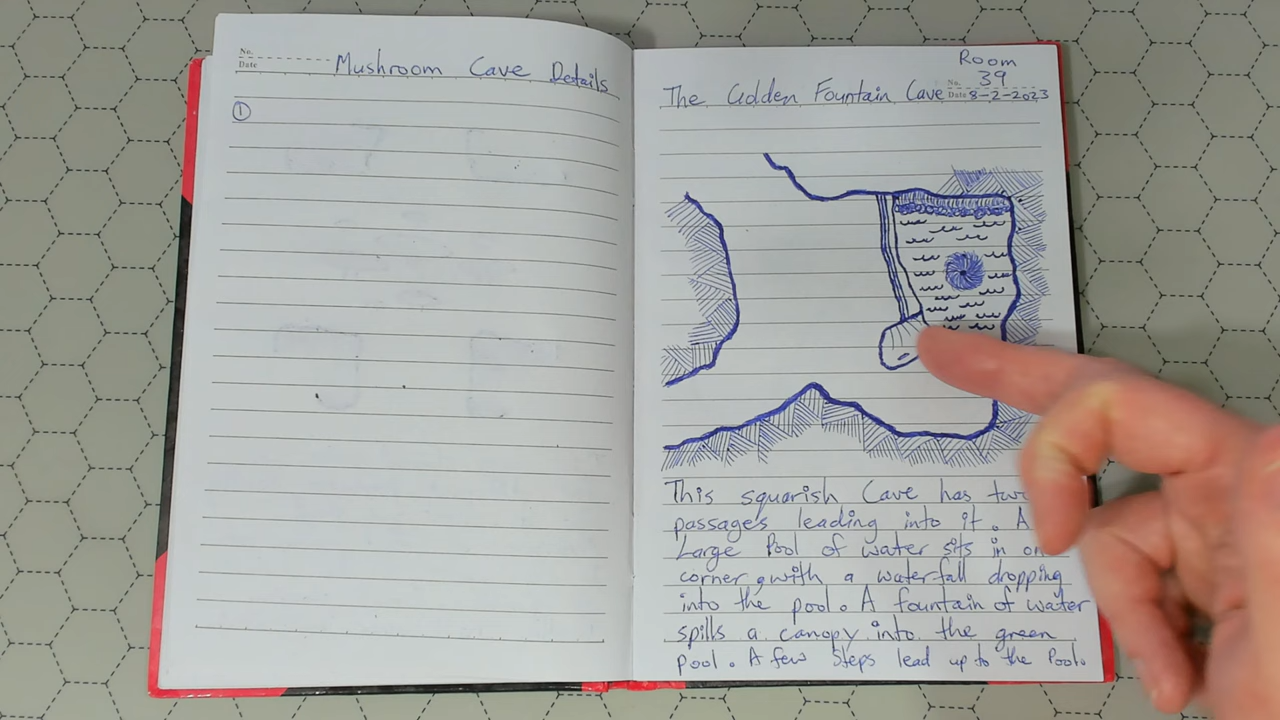 No.
Date
Mushroom Cave Details
①
Room
No. 39
The Golden Fountain Cave
Date 8-2-2023
This squarish Cave has two
passages leading into it. A
Large Pool of water sits in
corner, with a waterfall dropping
into the pool. A fountain of water
spills a canopy into the green
pool. A few Steps lead up to the Pool.